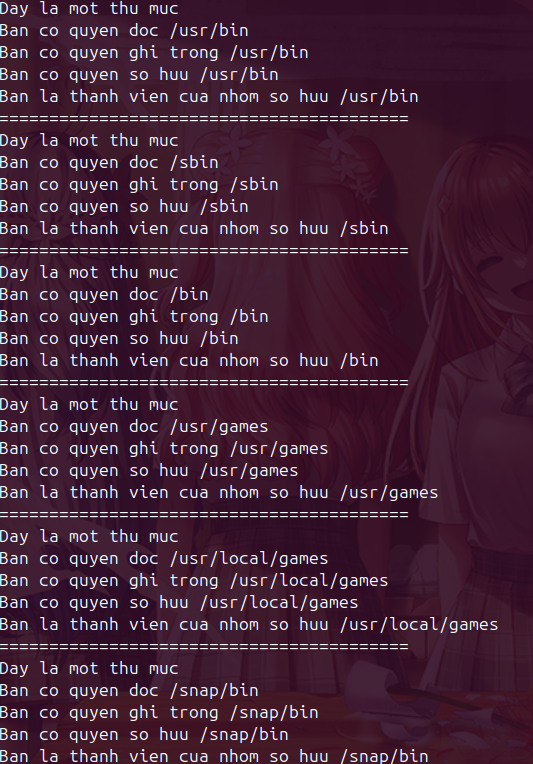 Day la mot thu muc
Ban co quyen doc /usr/bin
Ban co quyen ghi trong /usr/bin
Ban co quyen so huu /usr/bin
Ban la thanh vien cua nhom so huu /usr/bin
=========================================
Day la mot thu muc
Ban co quyen doc /sbin
Ban co quyen ghi trong /sbin
Ban co quyen so huu /sbin
Ban la thanh vien cua nhom so huu /sbin
=========================================
Day la mot thu muc
Ban co quyen doc /bin
Ban co quyen ghi trong /bin
Ban co quyen so huu /bin
Ban la thanh vien cua nhom so huu /bin
=========================================
Day la mot thu muc
Ban co quyen doc /usr/games
Ban co quyen ghi trong /usr/games
Ban co quyen so huu /usr/games
Ban la thanh vien cua nhom so huu /usr/games
=========================================
Day la mot thu muc
Ban co quyen doc /usr/local/games
Ban co quyen ghi trong /usr/local/games
Ban co quyen so huu /usr/local/games
Ban la thanh vien cua nhom so huu /usr/local/games
=========================================
Day la mot thu muc
Ban co quyen doc /snap/bin
Ban co quyen ghi trong /snap/bin
Ban co quyen so huu /snap/bin
Ban la thanh vien cua nhom so huu /snap/bin